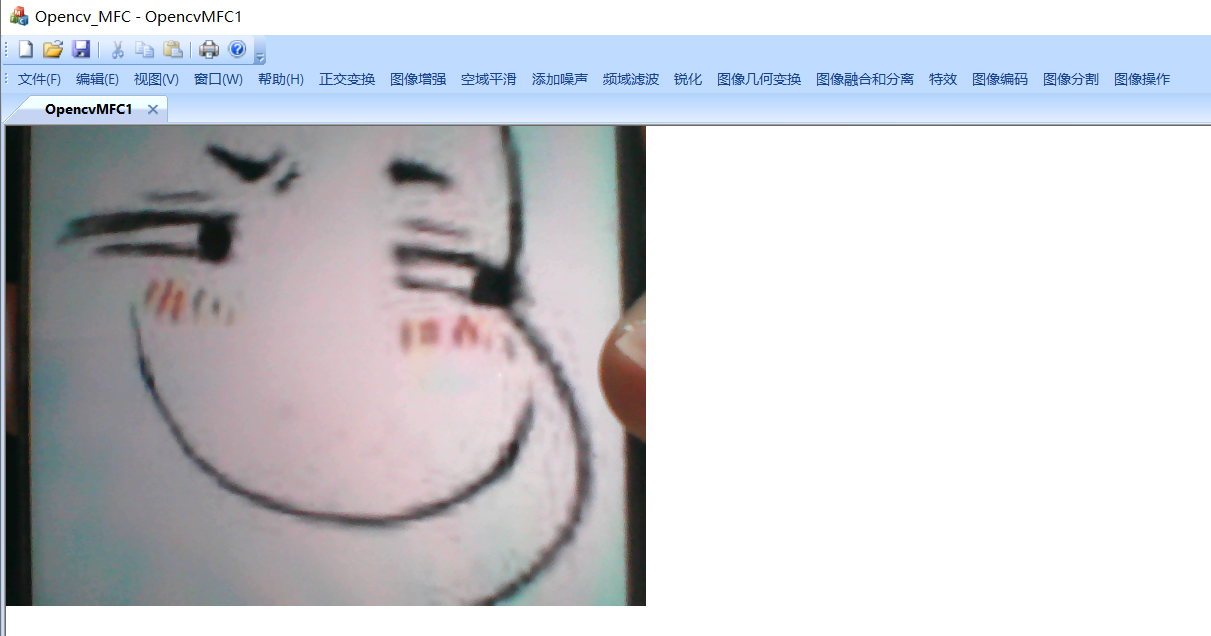 Opencv_MFC - OpencvMFC1
文件(F) 编辑(E) 视图(V) 窗口(W) 帮助(H) 正交变换 图像增强 空域平滑 添加噪声 频域滤波 锐化 图像几何变换 图像融合和分离 特效 图像编码 图像分割 图像操作
OpencvMFC1